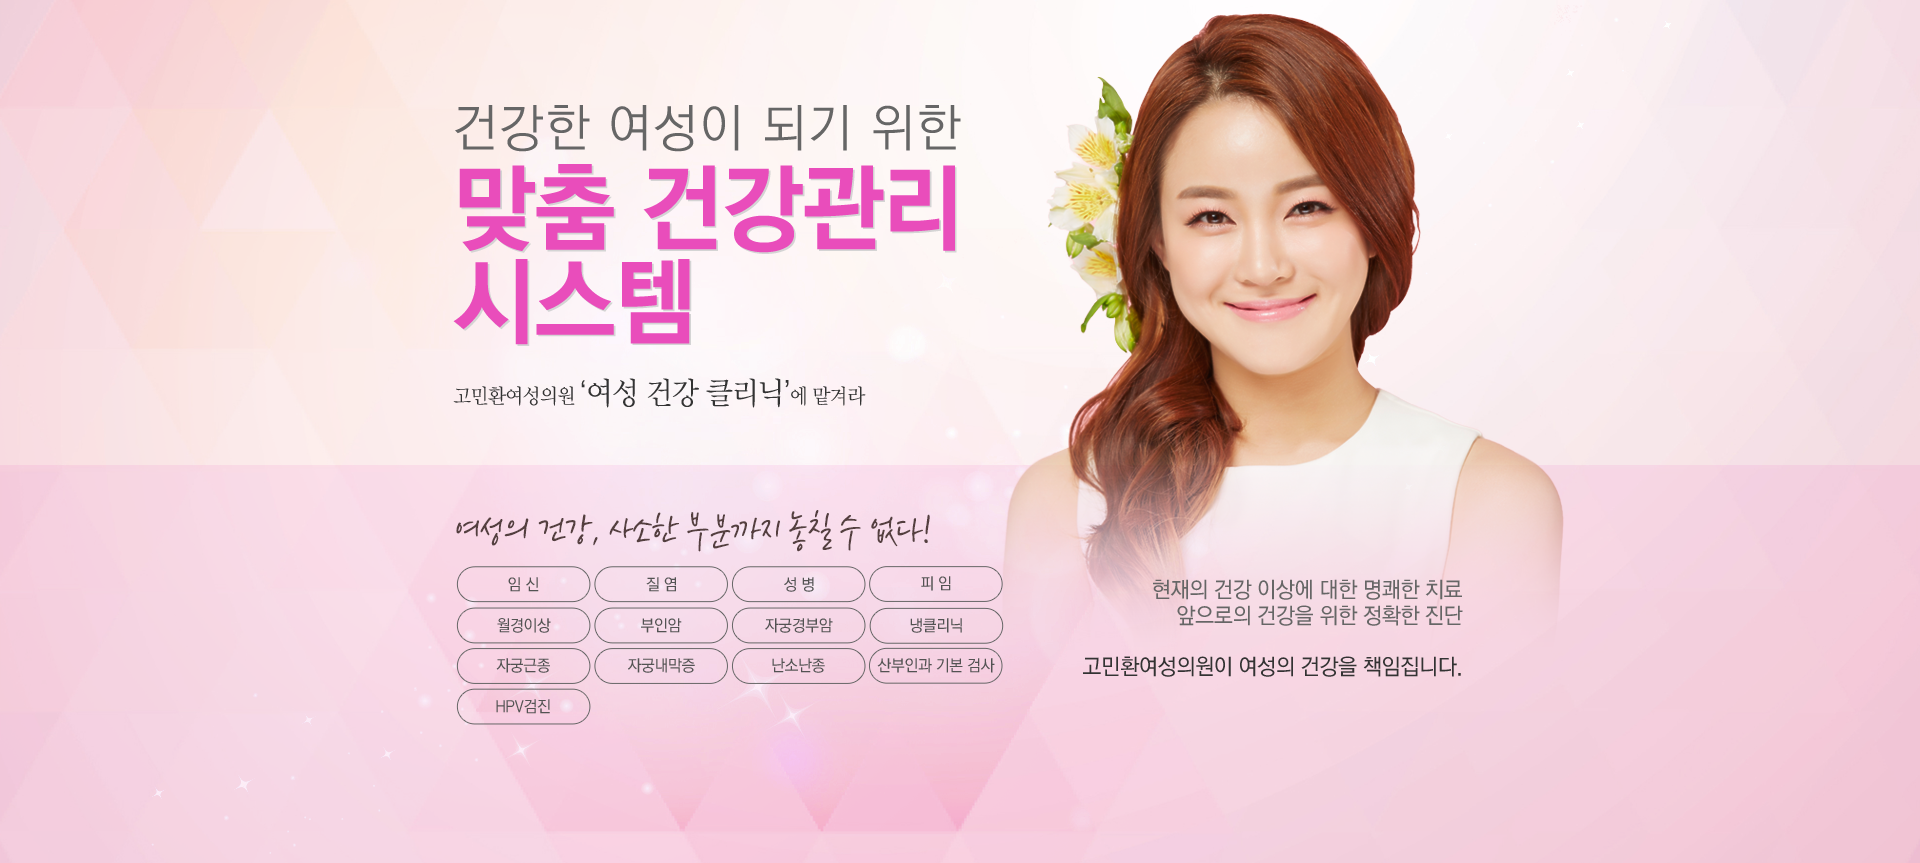 건강한 여성이 되기 위한
맞춤 건강관리
시스템
고민환여성의원 ‘여성 건강 클리닉’에 맡겨라
여성의 건강, 사소한 부분까지 놓칠 수 없다!
임 신 질 염 성 병 피 임
월경이상 부인암 자궁경부암 냉클리닉
자궁근종 자궁내막증 난소난종 산부인과 기본 검사
HPV검진
현재의 건강 이상에 대한 명쾌한 치료
앞으로의 건강을 위한 정확한 진단
고민환여성의원이 여성의 건강을 책임집니다.